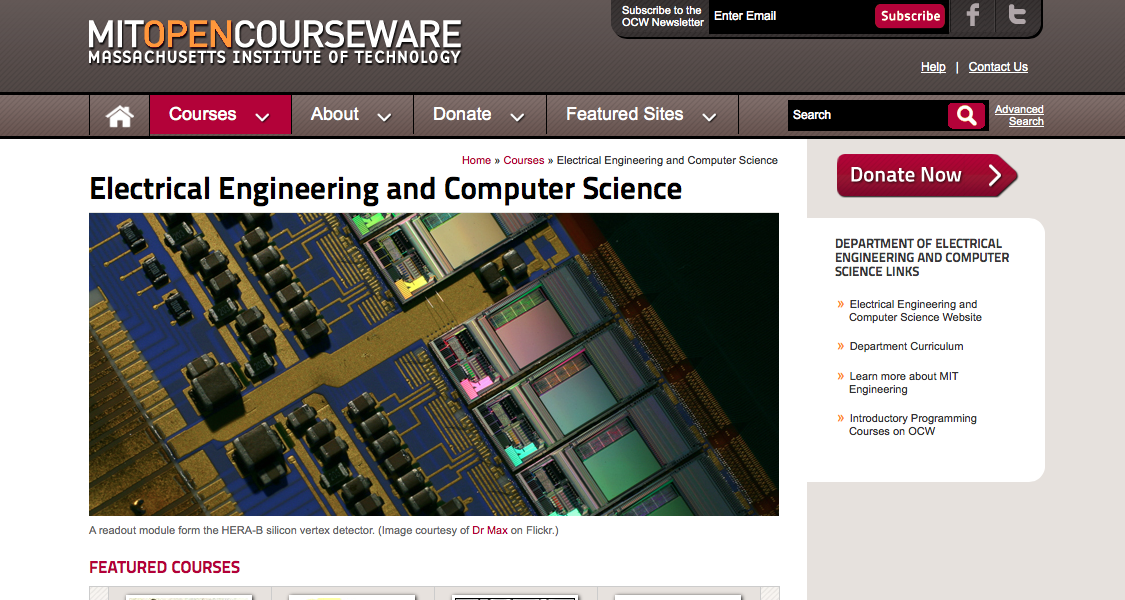 Subscribe to the
OCW Newsletter
Enter Email
Subscribe
MITOPENCOURSEWARE
MASSACHUSETTS INSTITUTE OF TECHNOLOGY
Help | Contact Us
Courses
About
Donate
Featured Sites
Search
Advanced
Search
Home » Courses » Electrical Engineering and Computer Science
Electrical Engineering and Computer Science
A readout module form the HERA-B silicon vertex detector. (Image courtesy of Dr Max on Flickr.)
FEATURED COURSES
Donate Now
DEPARTMENT OF ELECTRICAL
ENGINEERING AND COMPUTER
SCIENCE LINKS
» Electrical Engineering and
Computer Science Website
» Department Curriculum
» Learn more about MIT
Engineering
» Introductory Programming
Courses on OCW